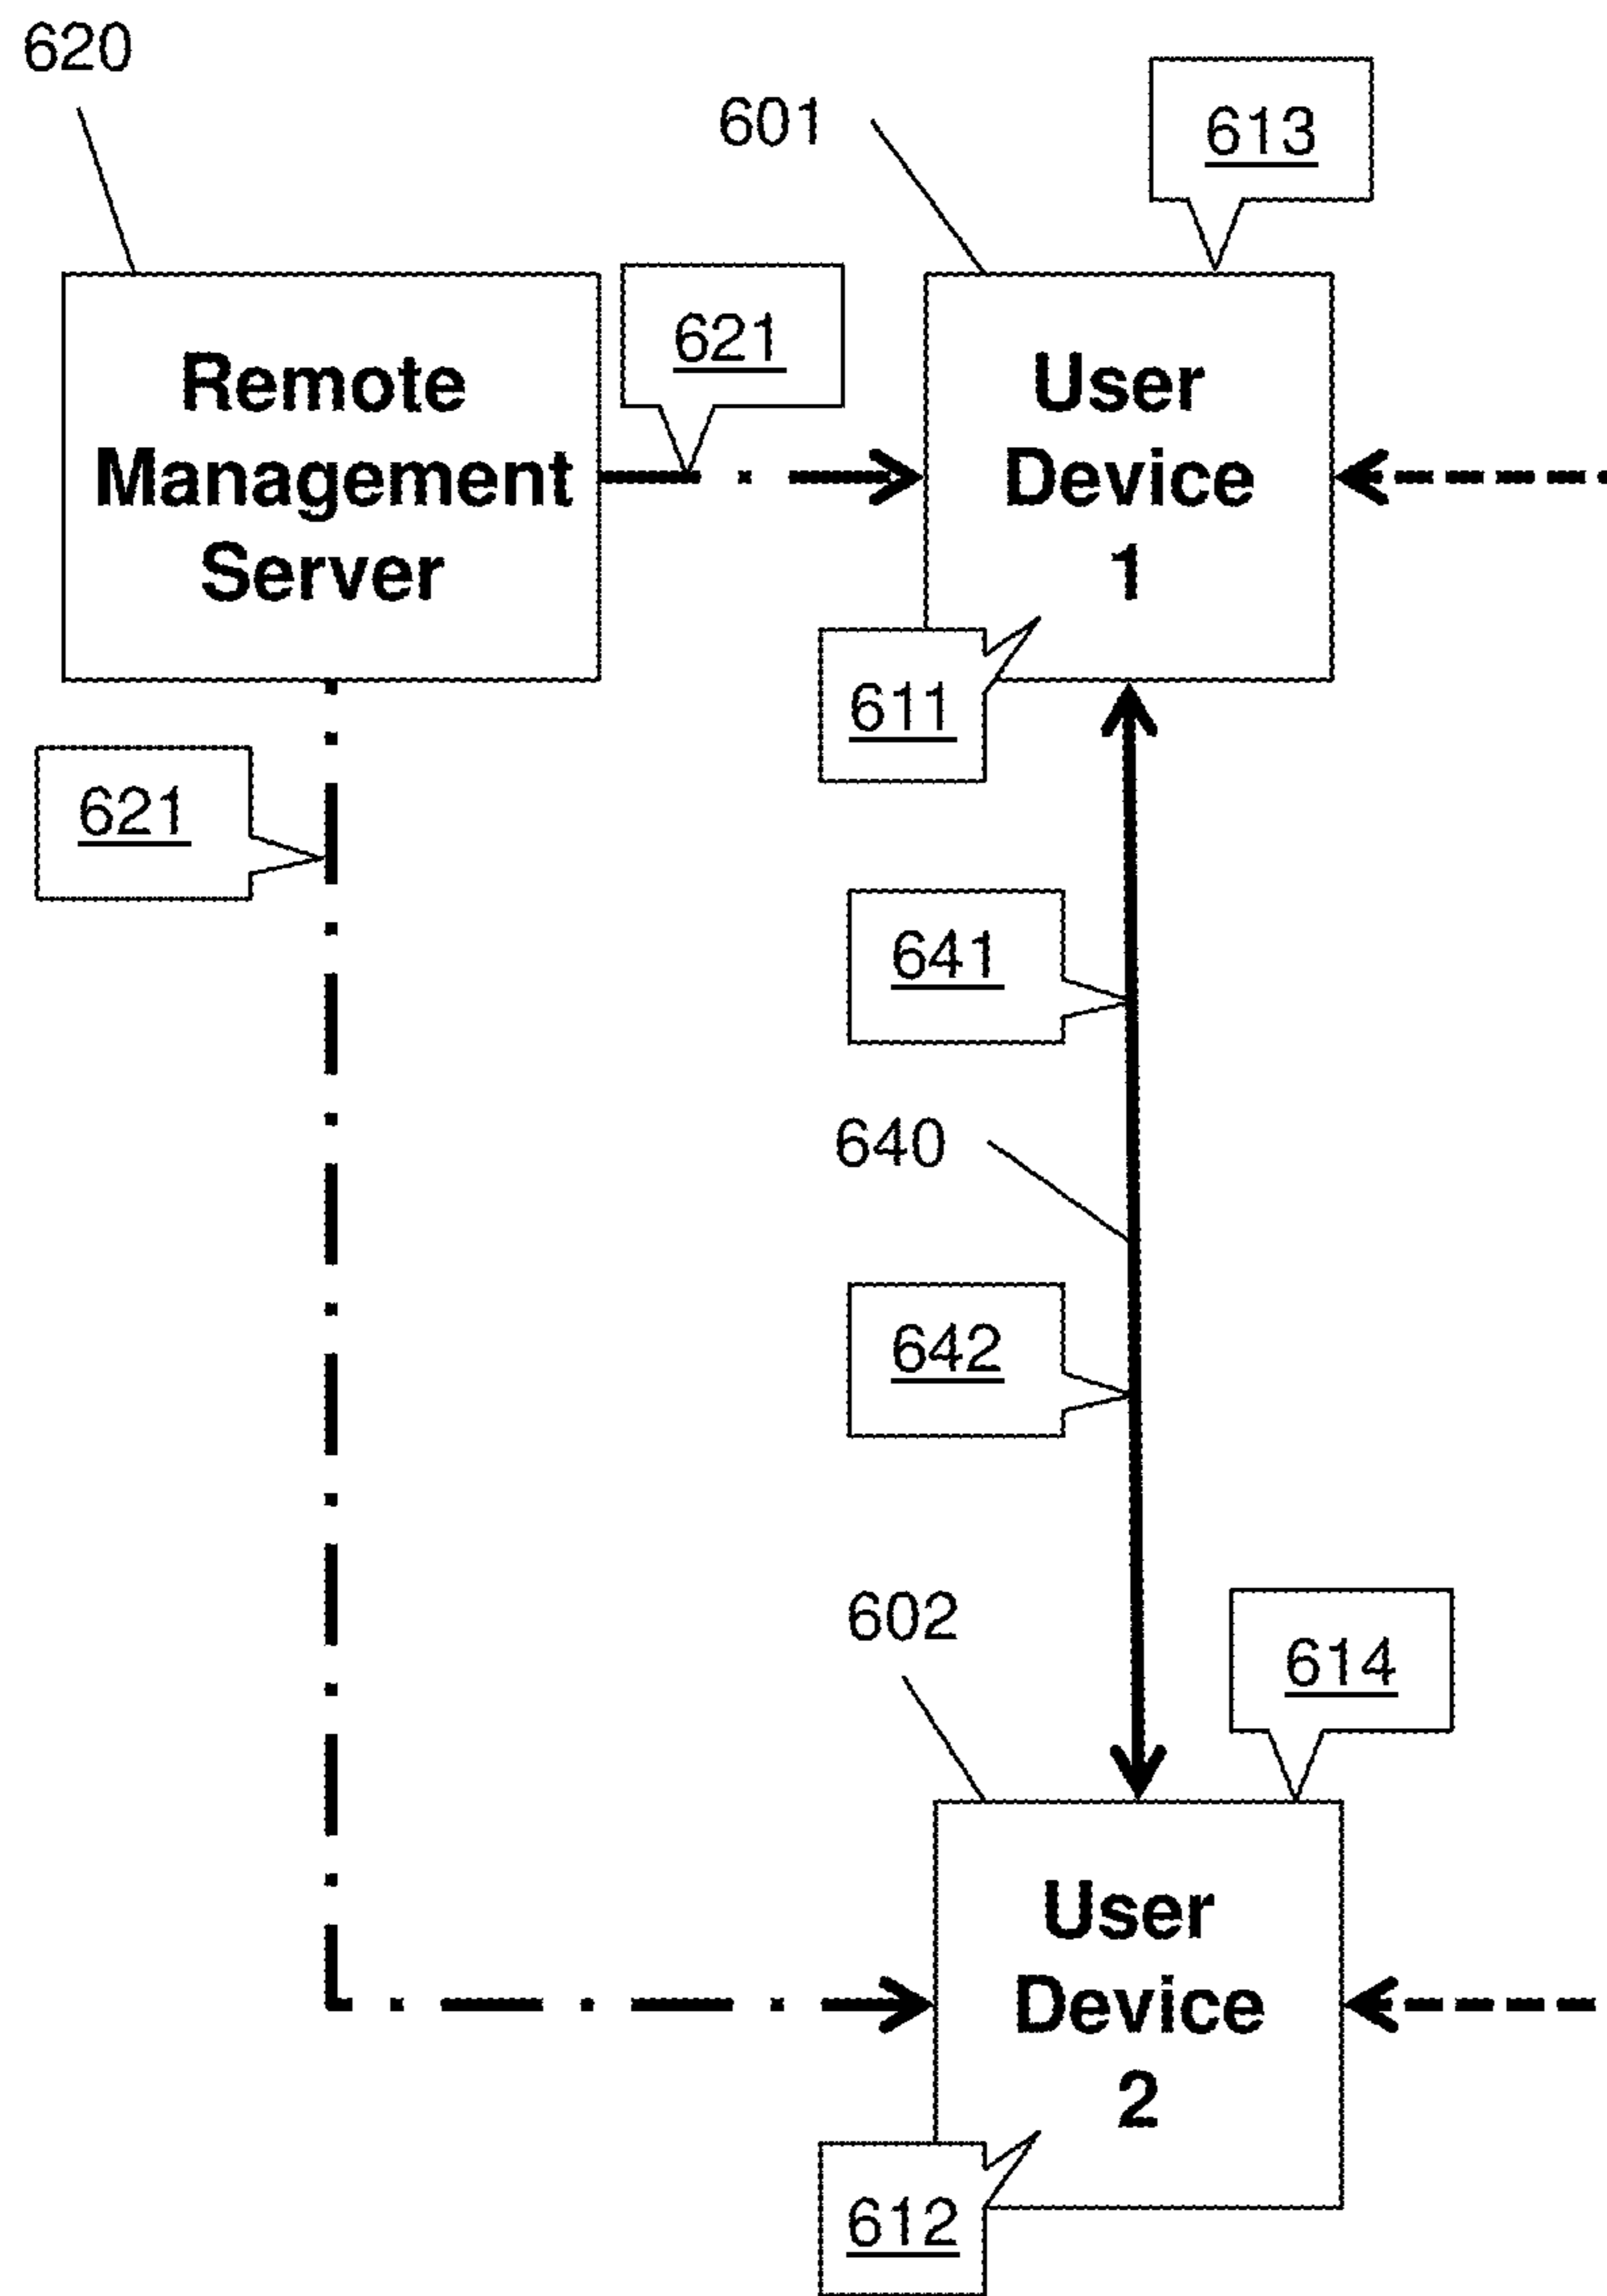 620
601
613
621
Remote
Management
Server
User
Device
1
611
621
641
640
642
602
614
User
Device
2
612